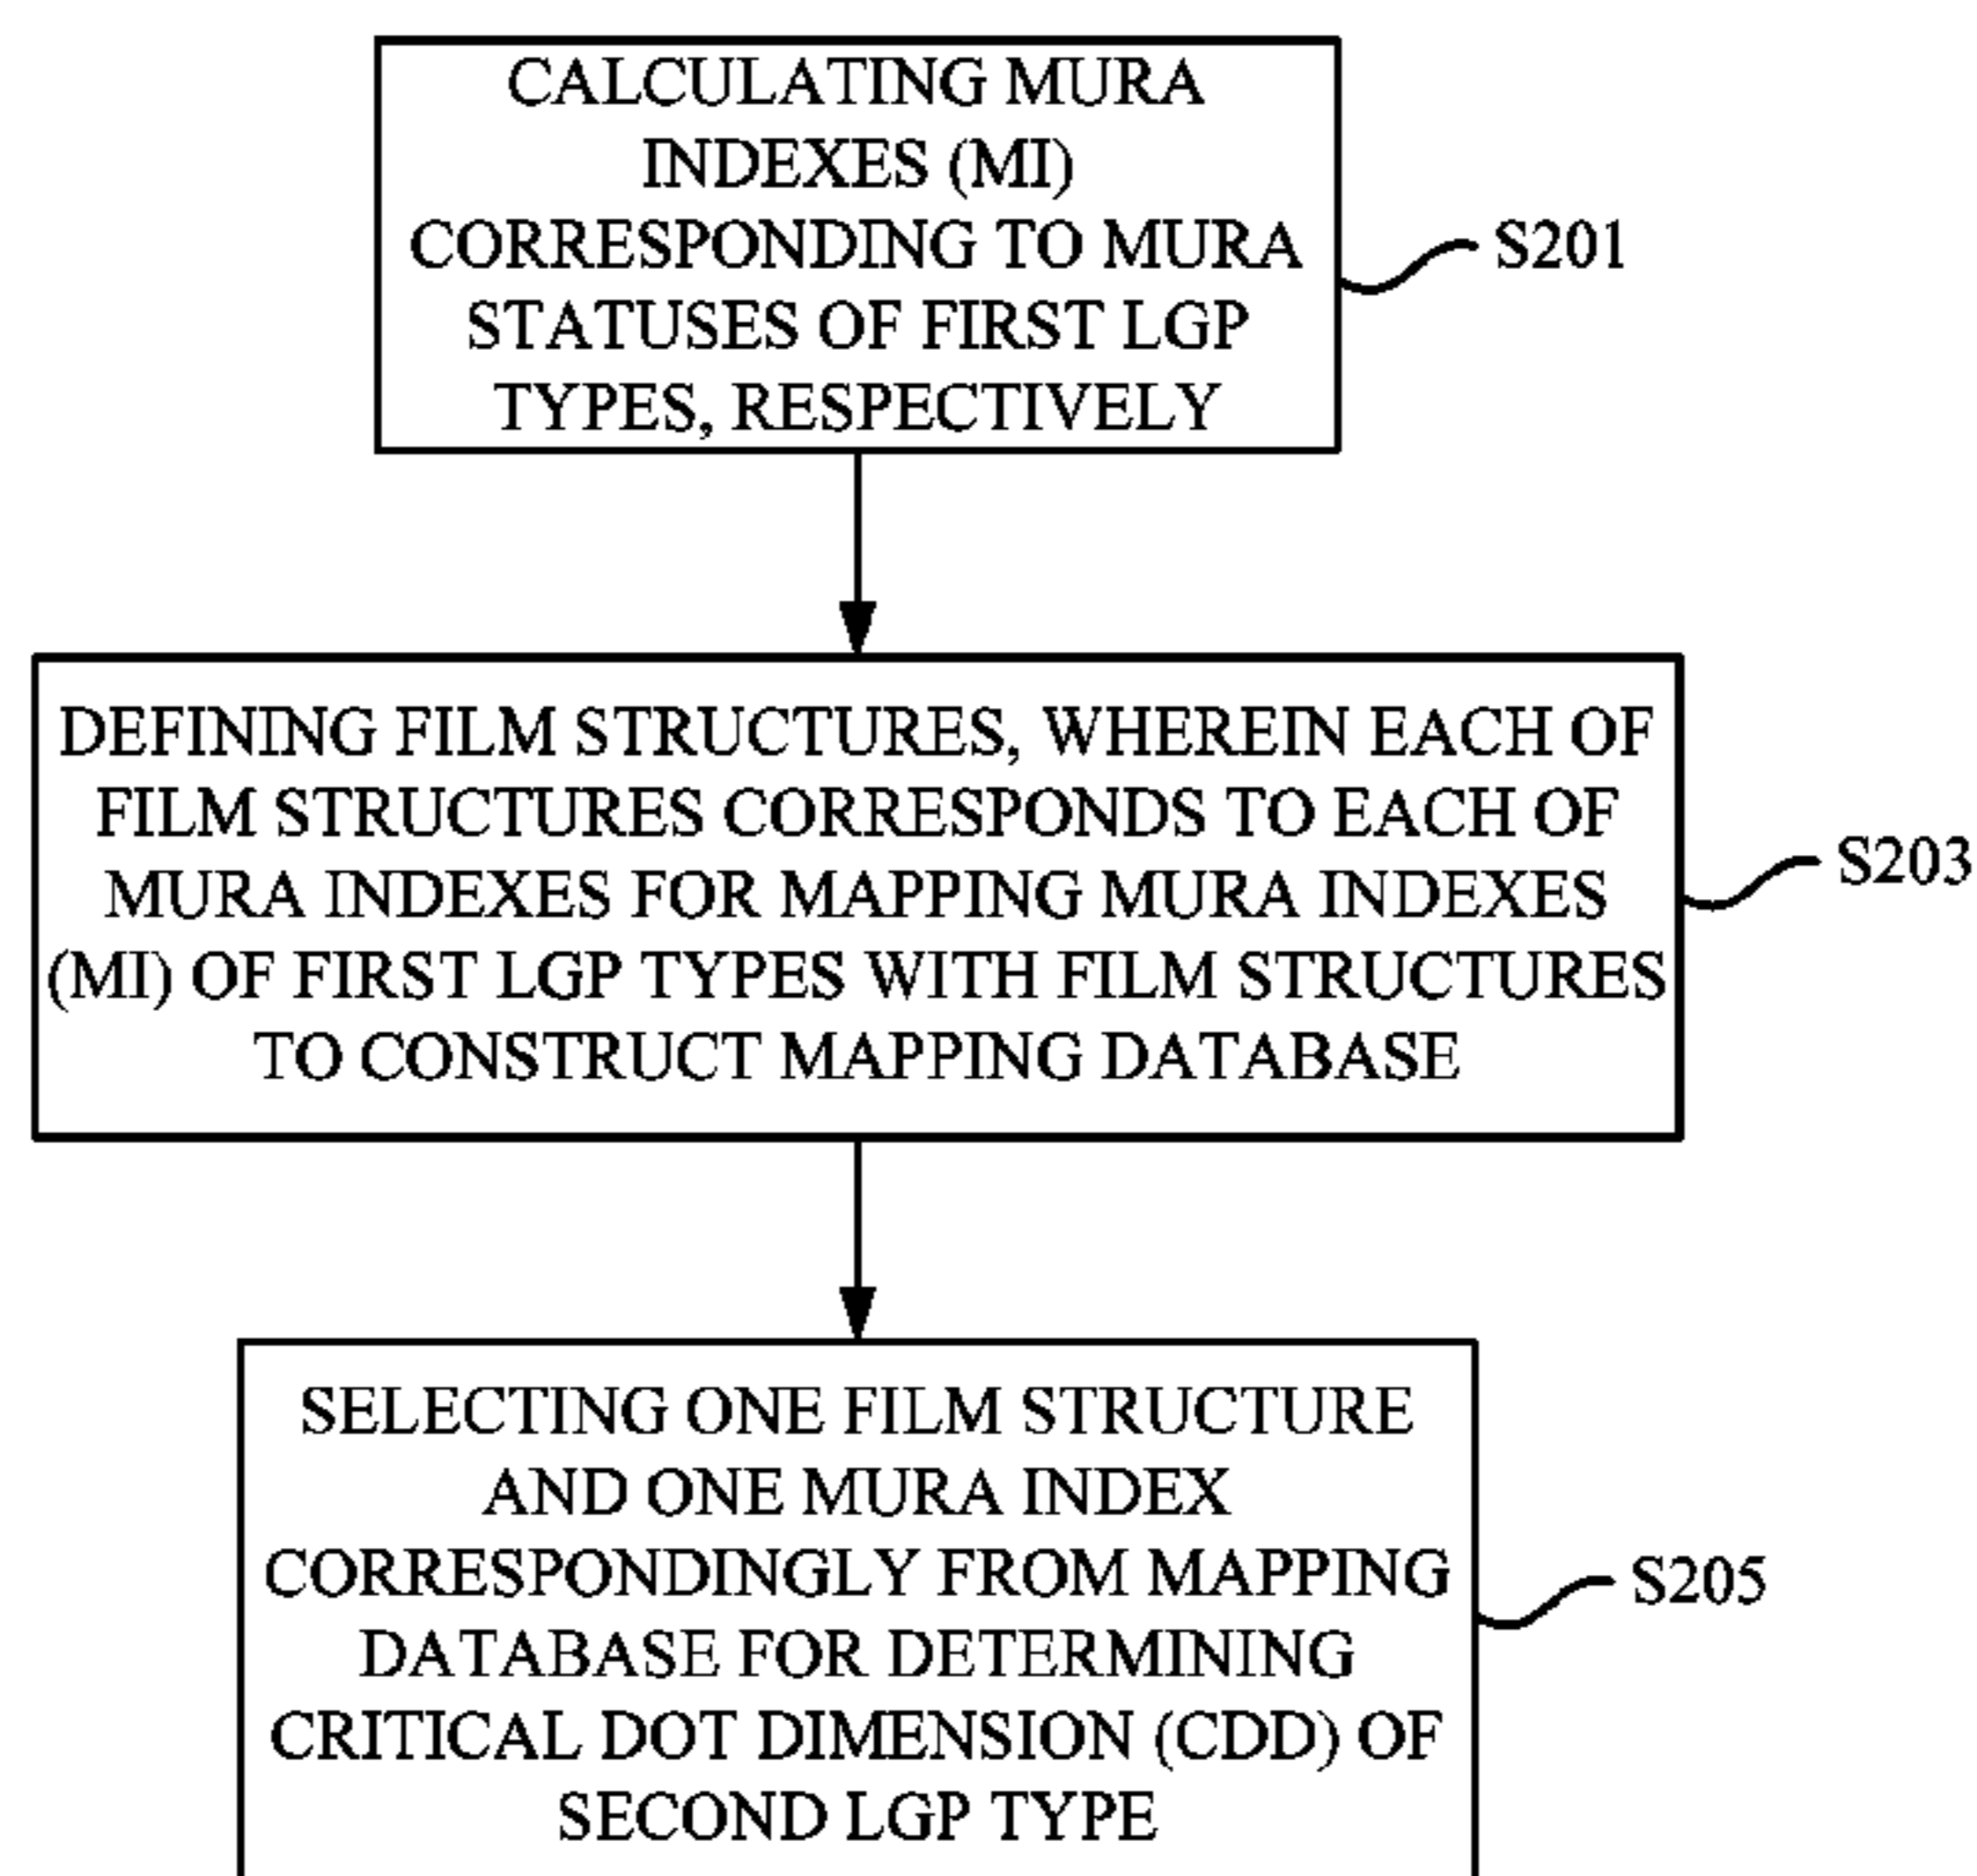 CALCULATING MURA
INDEXES (MI)
CORRESPONDING TO MURA
STATUSES OF FIRST LGP
TYPES, RESPECTIVELY
S201
DEFINING FILM STRUCTURES, WHEREIN EACH OF
FILM STRUCTURES CORRESPONDS TO EACH OF
MURA INDEXES FOR MAPPING MURA INDEXES
(MI) OF FIRST LGP TYPES WITH FILM STRUCTURES
TO CONSTRUCT MAPPING DATABASE
S203
SELECTING ONE FILM STRUCTURE
AND ONE MURA INDEX
CORRESPONDINGLY FROM MAPPING
DATABASE FOR DETERMINING
CRITICAL DOT DIMENSION (CDD) OF
SECOND LGP TYPE
S205